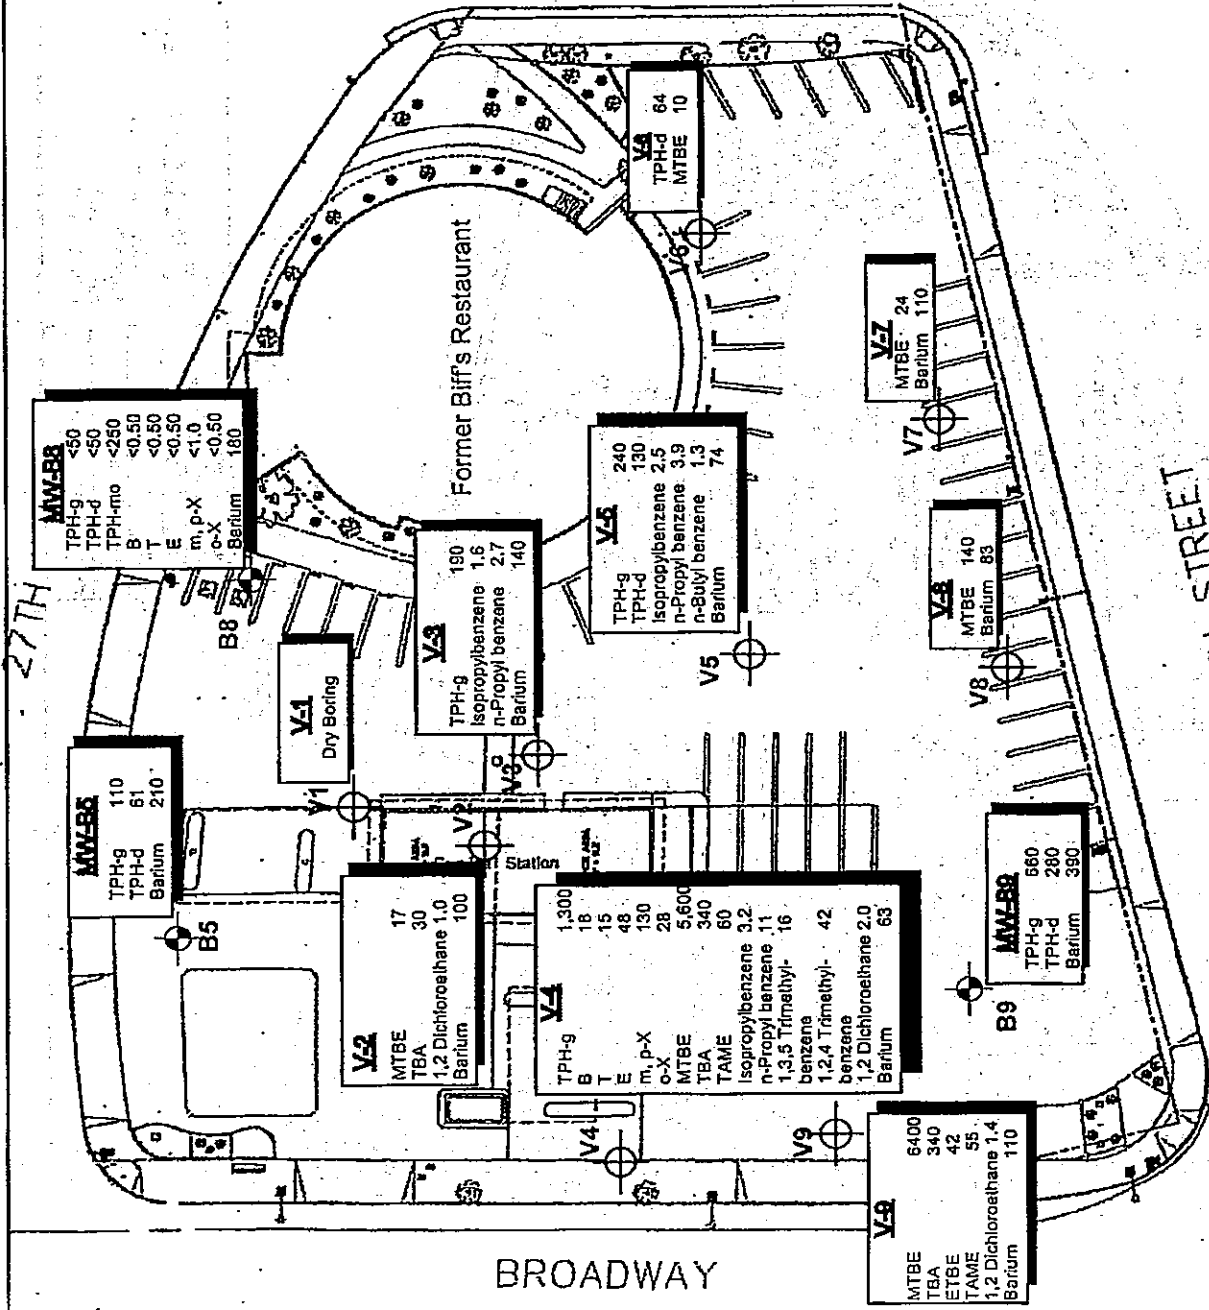 27TH
MW-B8
TPH-g <50
TPH-d <50
TPH-mo <250
B <0.50
T <0.50
E <0.50
m, p-X <1.0
o-X <0.50
Barium 180
B8
MW-B5
TPH-g 110
TPH-d 61
Barium 210
B5
V-1
Dry Boring
V1
Former Biff's Restaurant
V-6
TPH-d 64
MTBE 10
V6
V-3
TPH-g 190
Isopropylbenzene 1.6
n-Propyl benzene 2.7
Barium 140
V3
V-2
MTBE 17
TBA 30
1,2 Dichloroethane 1.0
Barium 100
V2
Station
V-5
TPH-g 240
TPH-d 130
Isopropylbenzene 2.5
n-Propyl benzene 3.9
n-Butyl benzene 1.3
Barium 74
V5
V-4
TPH-g 1,300
B 18
T 15
E 48
m, p-X 130
o-X 28
MTBE 5,600
TBA 340
TAME 60
Isopropylbenzene 3.2
n-Propyl benzene 11
1,3,5 Trimethyl- 16
benzene
1,2,4 Trimethyl- 42
benzene
1,2 Dichloroethane 2.0
Barium 63
V4
V-7
MTBE 24
Barium 110
V7
V-8
MTBE 140
Barium 83
V8
MW-B9
TPH-g 660
TPH-d 280
Barium 390
B9
V9
V-9
MTBE 6400
TBA 340
ETBE 42
TAME 55
1,2 Dichloroethane 1.4
Barium 110
BROADWAY
STREET